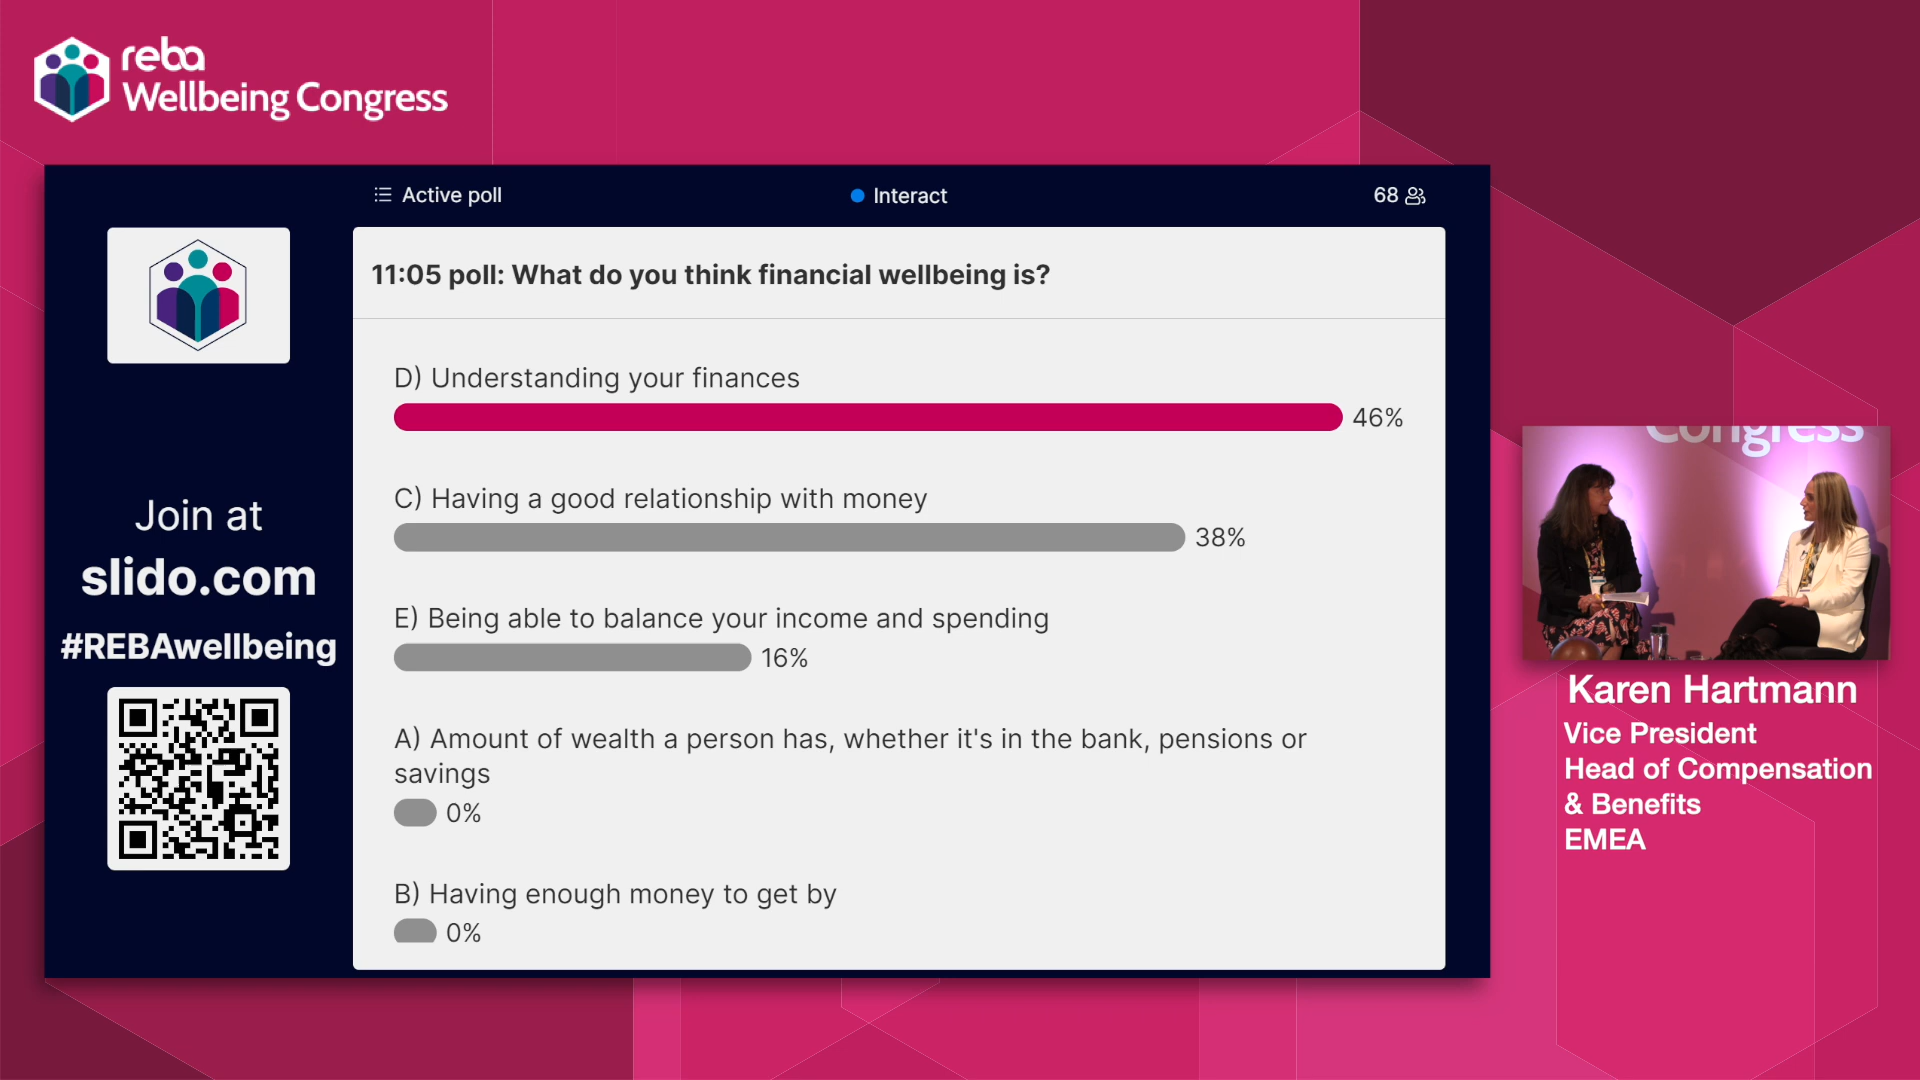 reba
Wellbeing Congress
Active poll
Interact
68
11:05 poll: What do you think financial wellbeing is?
D) Understanding your finances
46%
C) Having a good relationship with money
38%
E) Being able to balance your income and spending
16%
A) Amount of wealth a person has, whether it's in the bank, pensions or
savings
0%
B) Having enough money to get by
0%
Join at
slido.com
#REBAwellbeing
Congress
Karen Hartmann
Vice President
Head of Compensation
& Benefits
EMEA